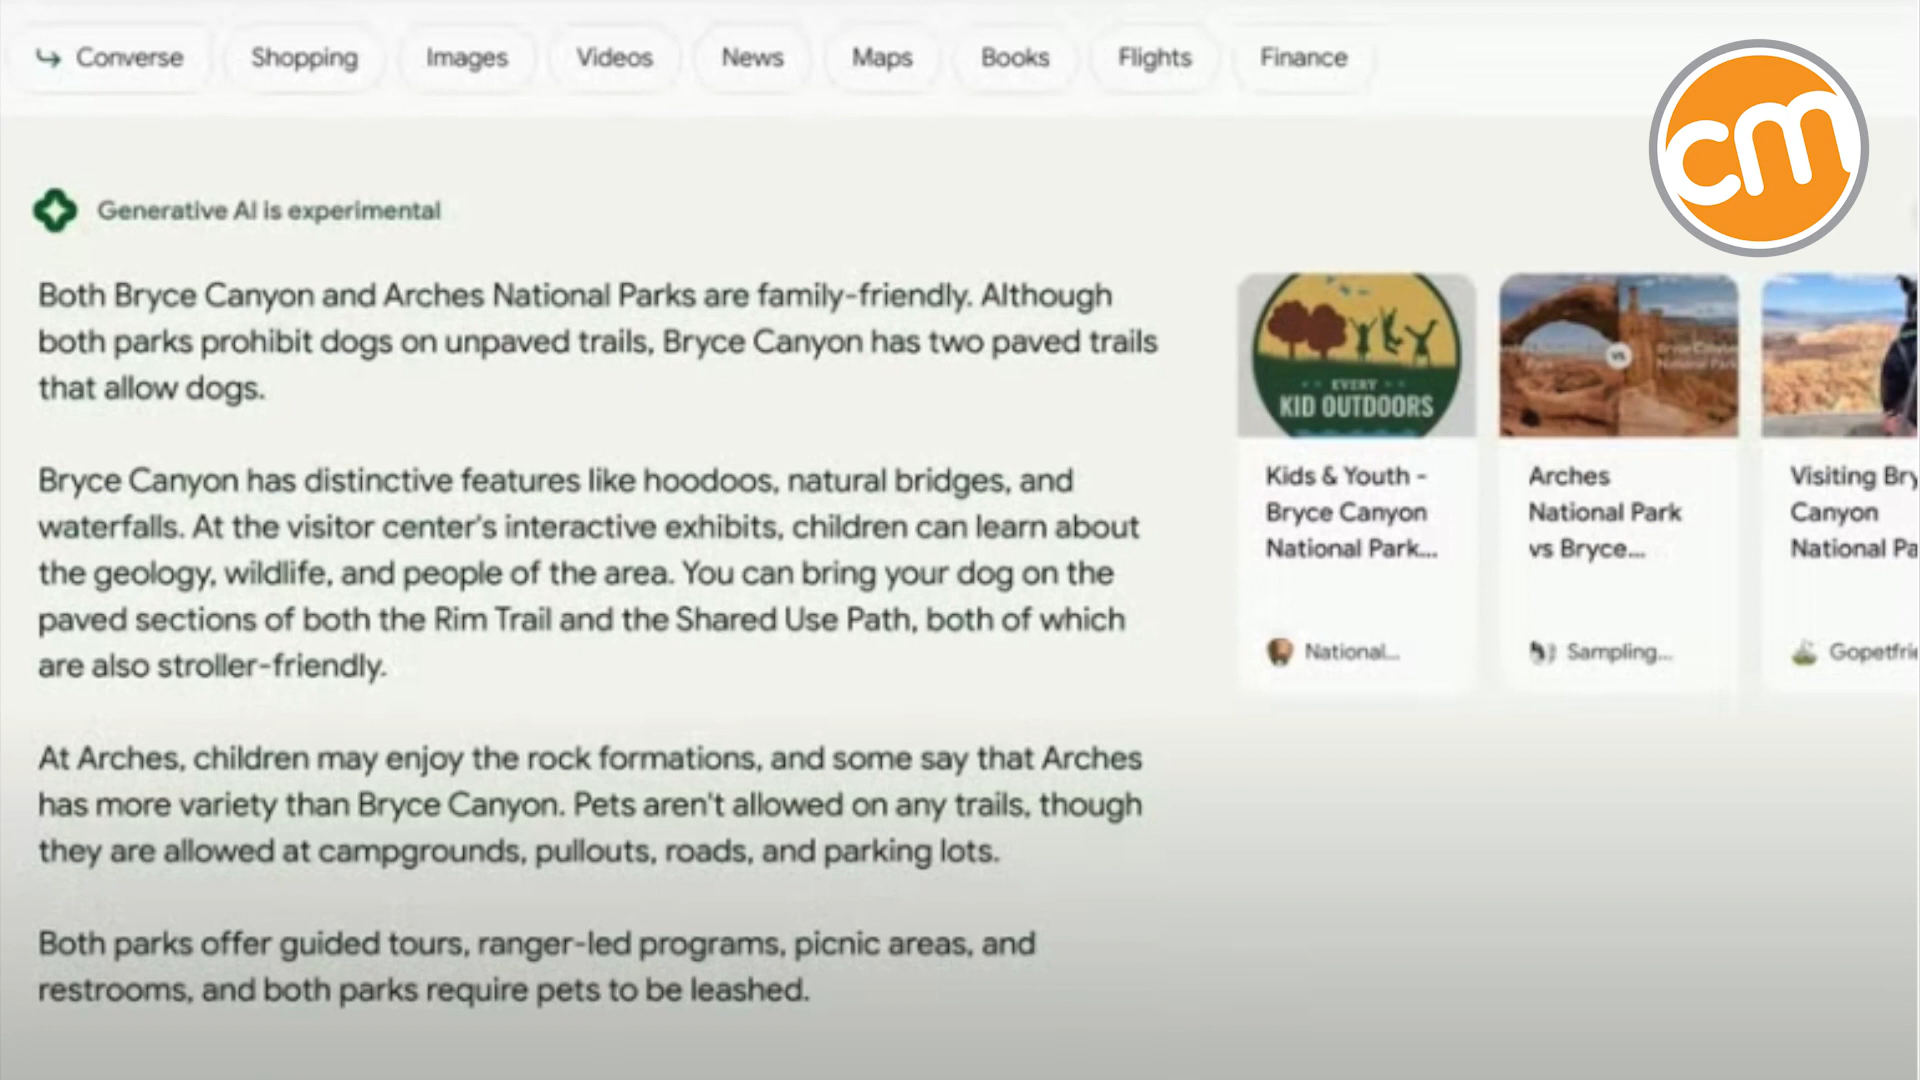 Converse Shopping Images Videos News Maps Books Flights Finance
cm
Generative AI is experimental
Both Bryce Canyon and Arches National Parks are family-friendly. Although
both parks prohibit dogs on unpaved trails, Bryce Canyon has two paved trails
that allow dogs.
Bryce Canyon has distinctive features like hoodoos, natural bridges, and
waterfalls. At the visitor center's interactive exhibits, children can learn about
the geology, wildlife, and people of the area. You can bring your dog on the
paved sections of both the Rim Trail and the Shared Use Path, both of which
are also stroller-friendly.
At Arches, children may enjoy the rock formations, and some say that Arches
has more variety than Bryce Canyon. Pets aren't allowed on any trails, though
they are allowed at campgrounds, pullouts, roads, and parking lots.
Both parks offer guided tours, ranger-led programs, picnic areas, and
restrooms, and both parks require pets to be leashed.
EVERY
KID OUTDOORS
Kids & Youth -
Bryce Canyon
National Park...
National...
VS
Arches
National Park
vs Bryce...
Sampling...
Visiting Bry
Canyon
National Pa
Gopetfrie